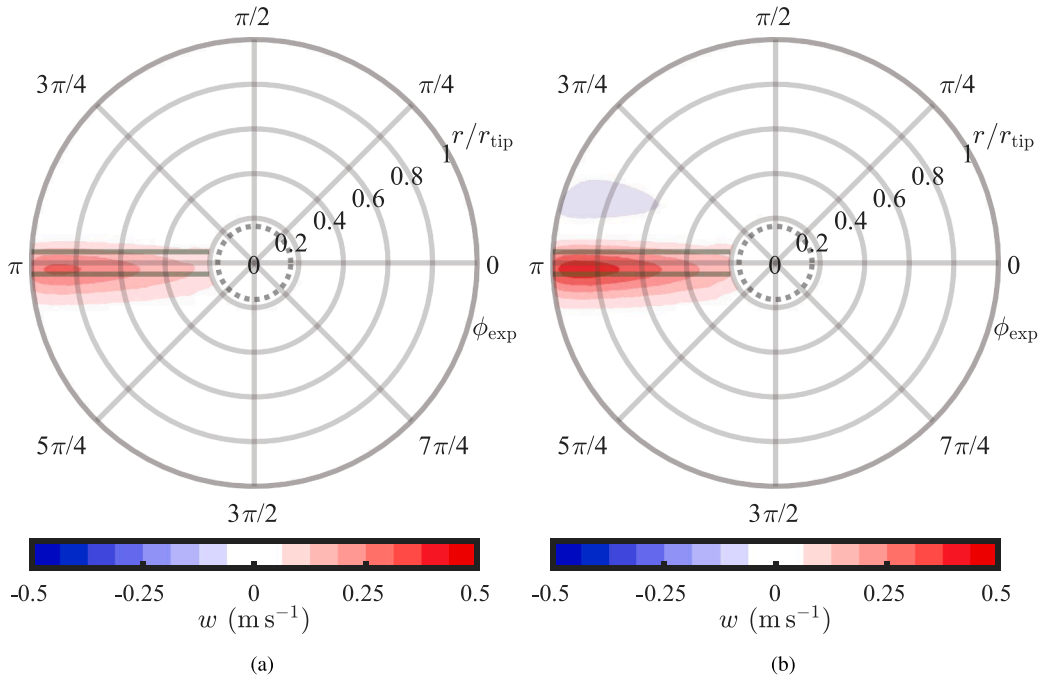 π/2 π/2
3π/4 π/4 3π/4 π/4
r/r_tip r/r_tip
1 1
0.8 0.8
0.6 0.6
0.4 0.4
0.2 0.2
π 0 0 π 0 0
ϕ_exp ϕ_exp
5π/4 7π/4 5π/4 7π/4
3π/2 3π/2
-0.5 -0.25 0 0.25 0.5 -0.5 -0.25 0 0.25 0.5
w (m s⁻¹) w (m s⁻¹)
(a) (b)